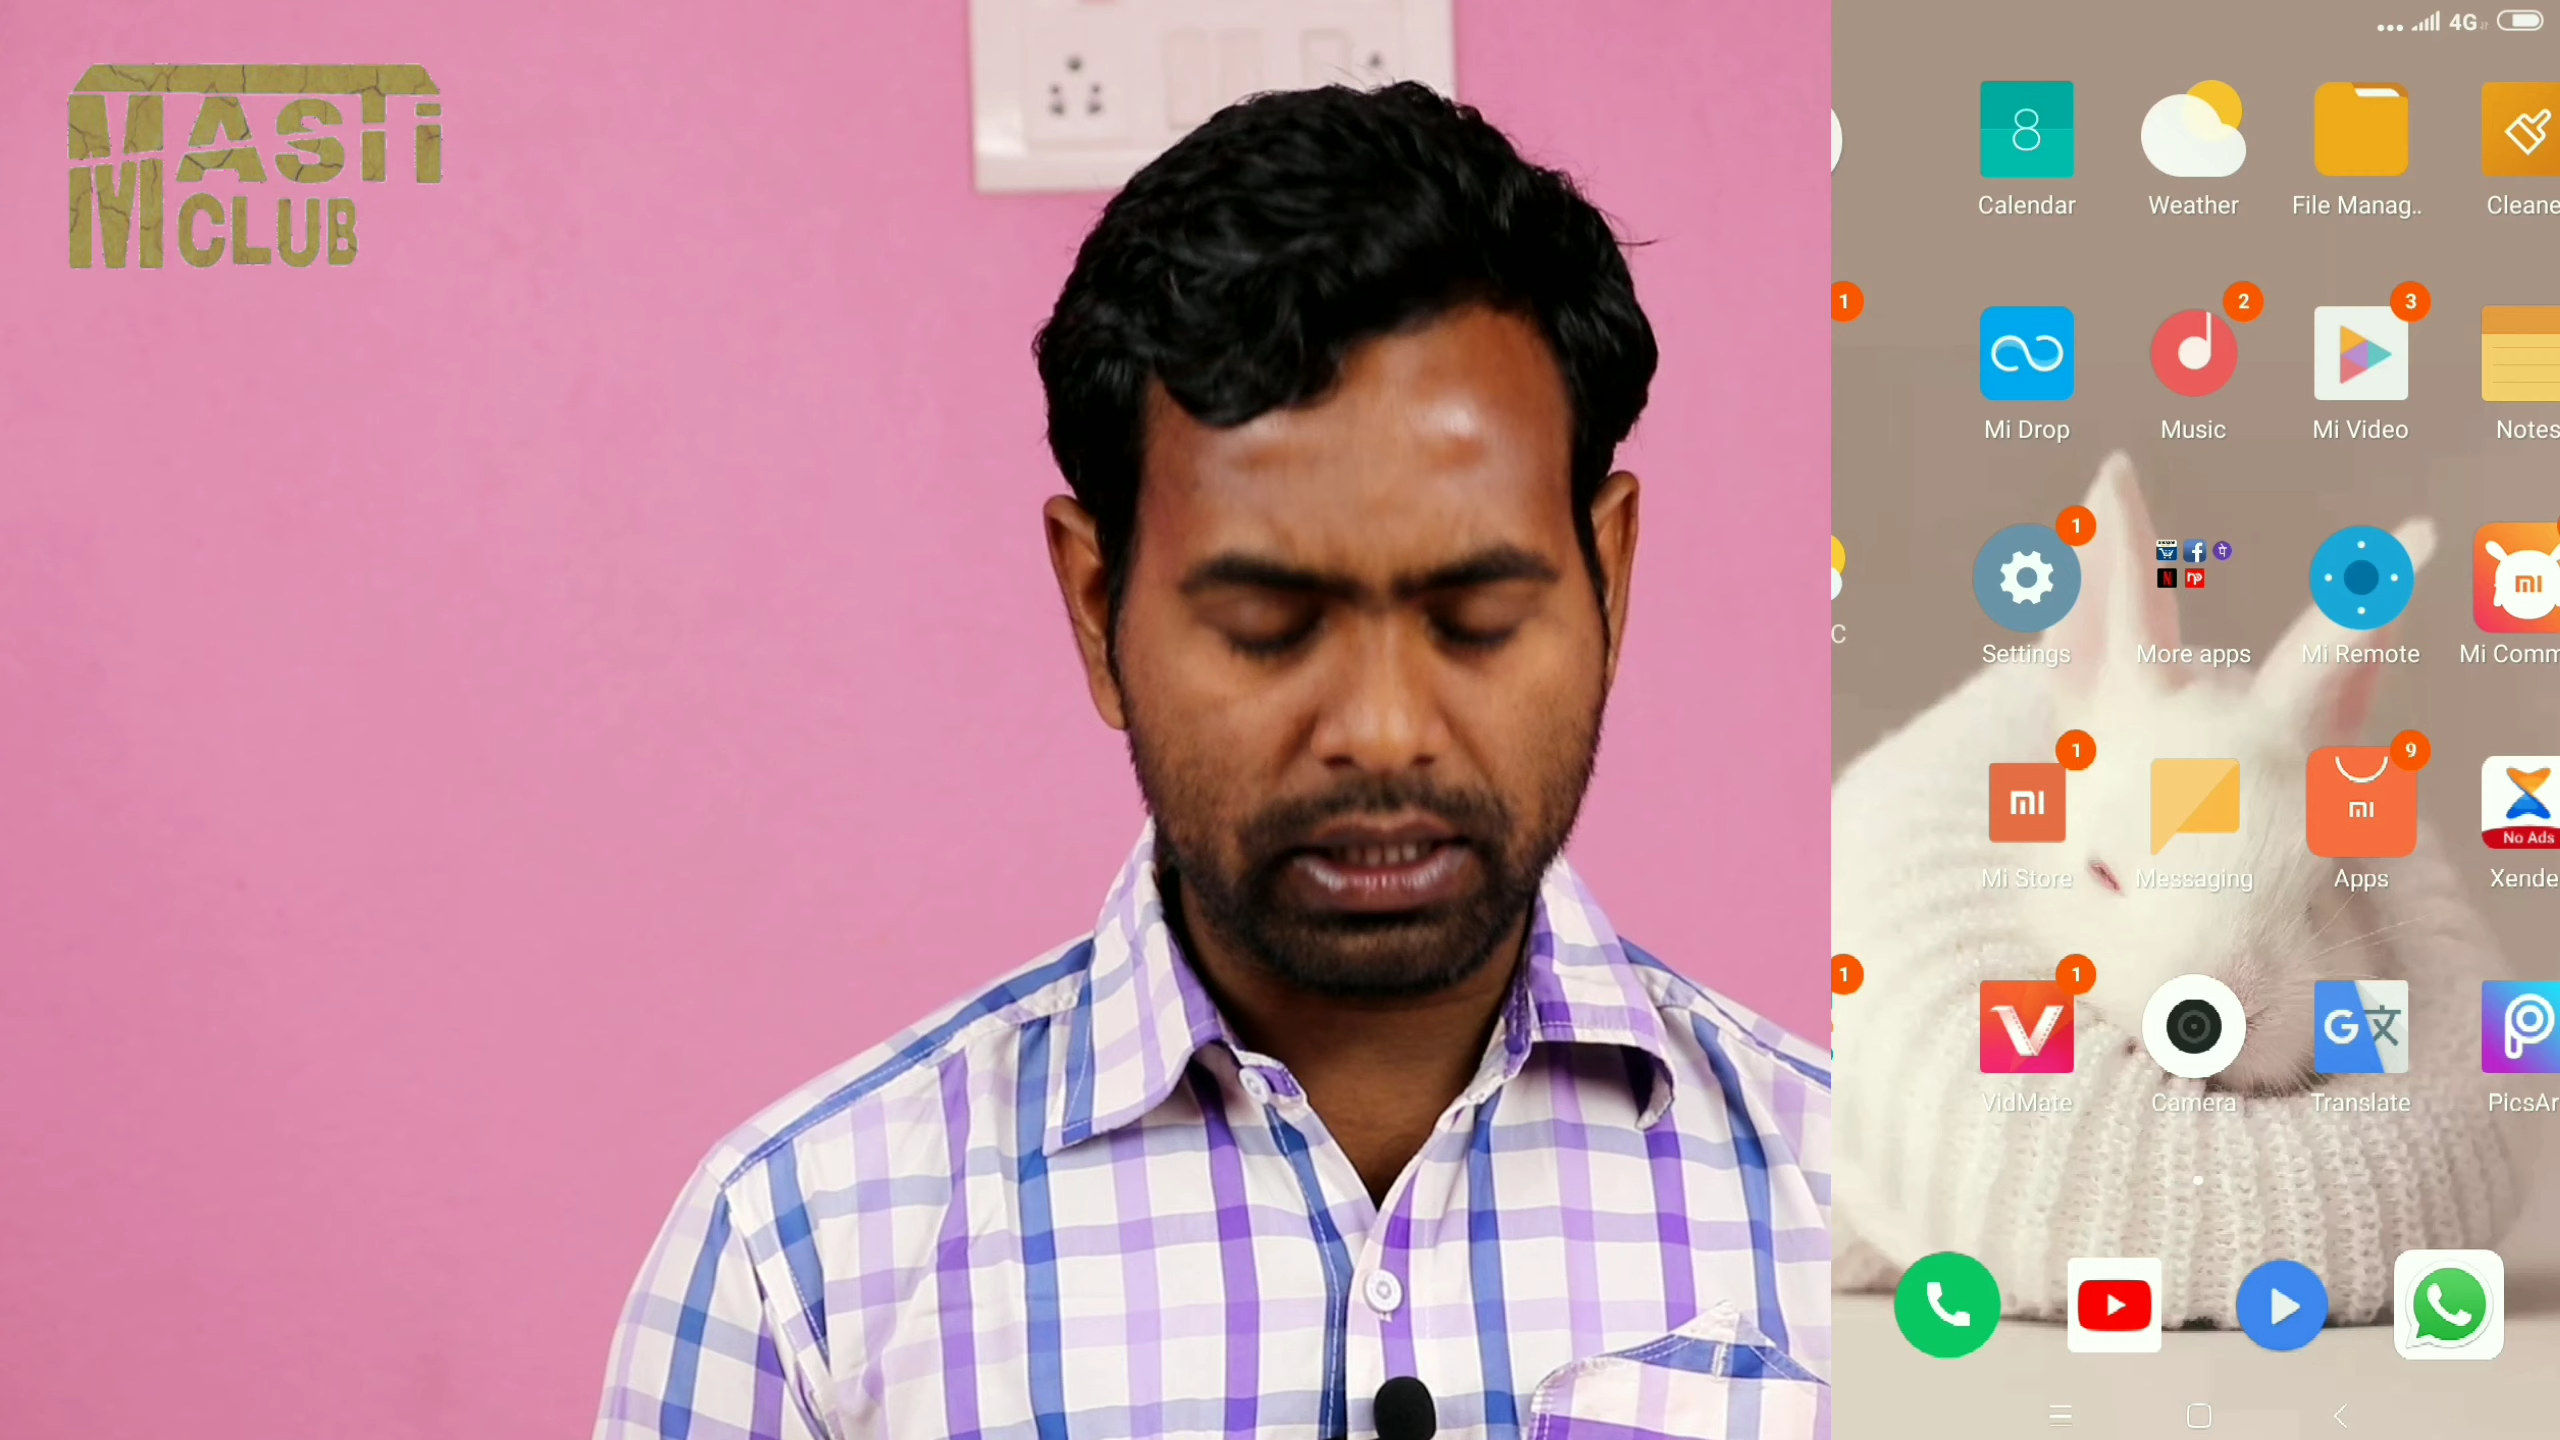 MASTI
CLUB
4G
8
Calendar
Weather
File Manag..
Cleane
1
2
3
Mi Drop
Music
Mi Video
Notes
1
C
Settings
More apps
Mi Remote
Mi Comm
1
9
No Ads
Mi Store
Messaging
Apps
Xende
1
1
VidMate
Camera
Translate
PicsAr